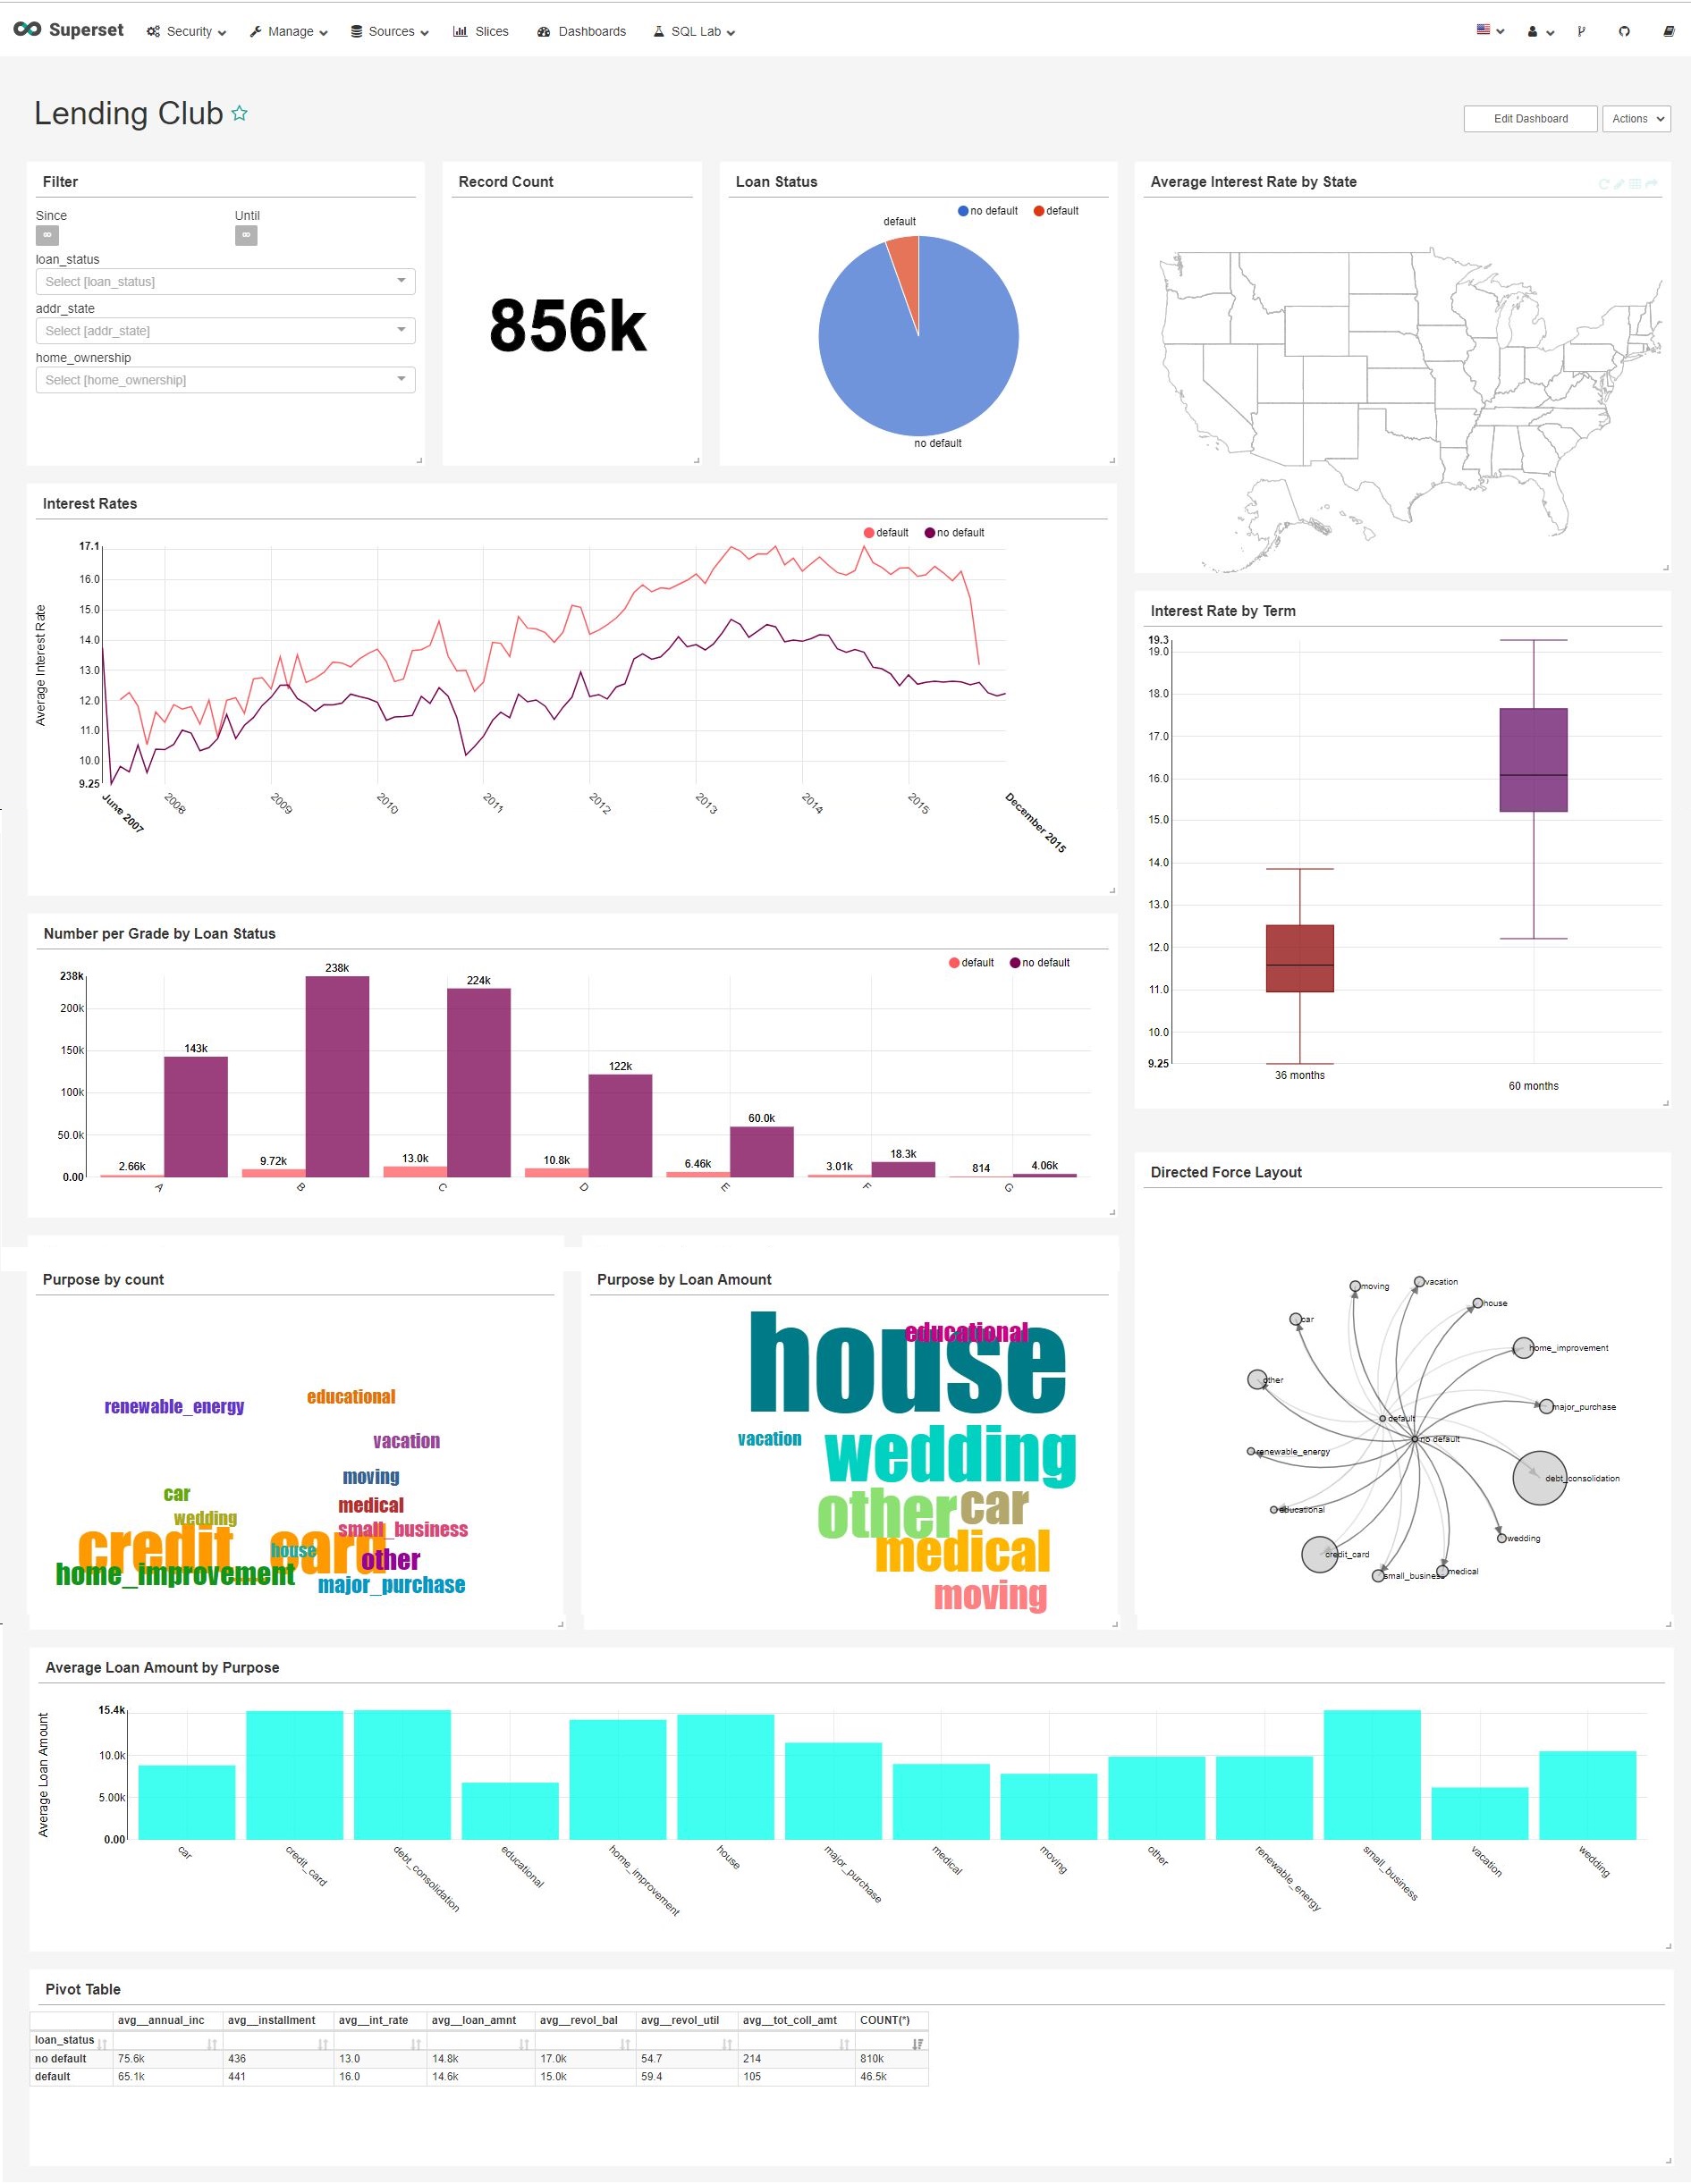 Superset Security Manage Sources Slices Dashboards SQL Lab
Lending Club
Edit Dashboard Actions
Filter
Since Until
∞ ∞
loan_status
Select [loan_status]
addr_state
Select [addr_state]
home_ownership
Select [home_ownership]
Record Count
856k
Loan Status
no default default
default
no default
Average Interest Rate by State
Interest Rates
default no default
Average Interest Rate
17.1
16.0
15.0
14.0
13.0
12.0
11.0
10.0
9.25
June 2007 2008 2009 2010 2011 2012 2013 2014 2015 December 2015
Interest Rate by Term
19.3
19.0
18.0
17.0
16.0
15.0
14.0
13.0
12.0
11.0
10.0
9.25
36 months
60 months
Number per Grade by Loan Status
default no default
238k
200k
150k
100k
50.0k
0.00
2.66k 143k 9.72k 238k 13.0k 224k 10.8k 122k 6.46k 60.0k 3.01k 18.3k 814 4.06k
A B C D E F G
Directed Force Layout
moving
vacation
house
car
home_improvement
other
major_purchase
default
no default
renewable_energy
debt_consolidation
educational
wedding
credit_card
small_business
medical
Purpose by count
renewable_energy
educational
vacation
moving
car
medical
wedding
small_business
credit_card
house
other
home_improvement
major_purchase
Purpose by Loan Amount
house
educational
vacation
wedding
other
car
medical
moving
Average Loan Amount by Purpose
Average Loan Amount
15.4k
10.0k
5.00k
0.00
car credit_card debt_consolidation educational home_improvement house major_purchase medical moving other renewable_energy small_business vacation wedding
Pivot Table
avg__annual_inc avg__installment avg__int_rate avg__loan_amnt avg__revol_bal avg__revol_util avg__tot_coll_amt COUNT(*)
loan_status
no default 75.6k 436 13.0 14.8k 17.0k 54.7 214 810k
default 65.1k 441 16.0 14.6k 15.0k 59.4 105 46.5k